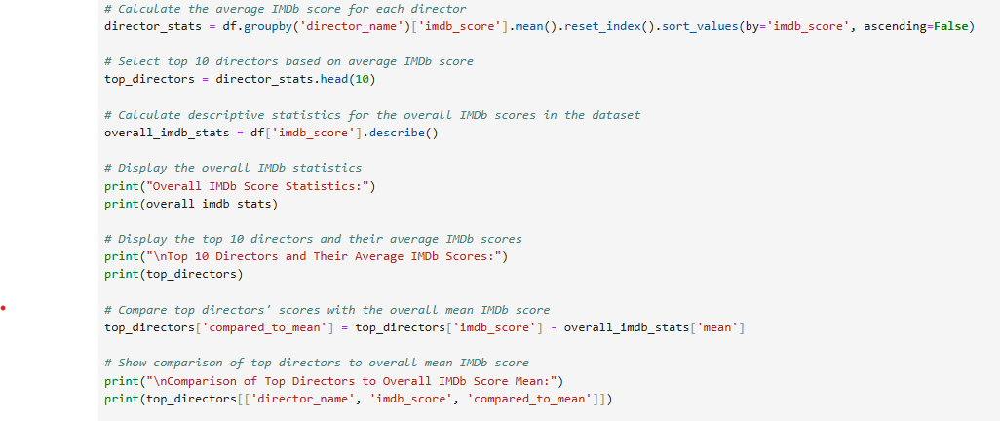 # Calculate the average IMDb score for each director
director_stats = df.groupby('director_name')['imdb_score'].mean().reset_index().sort_values(by='imdb_score', ascending=False)
# Select top 10 directors based on average IMDb score
top_directors = director_stats.head(10)
# Calculate descriptive statistics for the overall IMDb scores in the dataset
overall_imdb_stats = df['imdb_score'].describe()
# Display the overall IMDb statistics
print("Overall IMDb Score Statistics:")
print(overall_imdb_stats)
# Display the top 10 directors and their average IMDb scores
print("\nTop 10 Directors and Their Average IMDb Scores:")
print(top_directors)
# Compare top directors' scores with the overall mean IMDb score
top_directors['compared_to_mean'] = top_directors['imdb_score'] - overall_imdb_stats['mean']
# Show comparison of top directors to overall mean IMDb score
print("\nComparison of Top Directors to Overall IMDb Score Mean:")
print(top_directors[['director_name', 'imdb_score', 'compared_to_mean']])